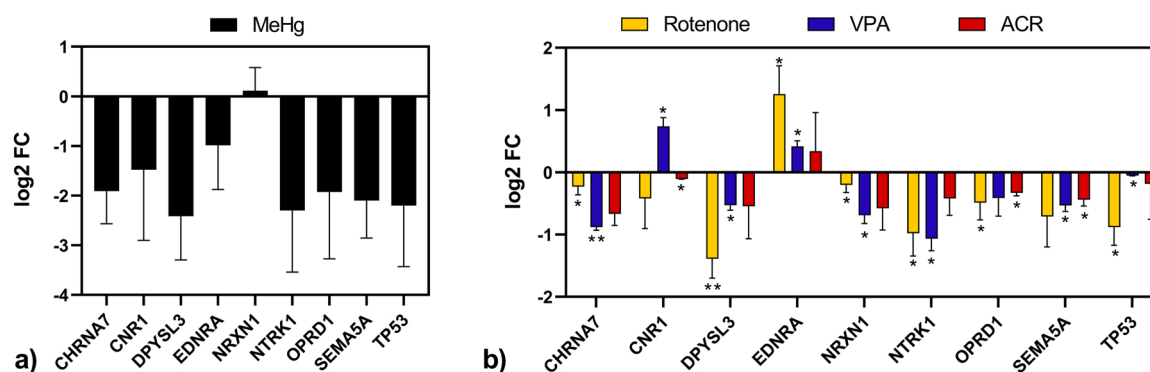 MeHg
1
0
-1
-2
-3
-4
log2 FC
CHRNA7
CNR1
DPYSL3
EDNRA
NRXN1
NTRK1
OPRD1
SEMA5A
TP53
a)
Rotenone VPA ACR
2
1
0
-1
-2
log2 FC
* ** * * ** * * * * * * * * * * * * *
CHRNA7
CNR1
DPYSL3
EDNRA
NRXN1
NTRK1
OPRD1
SEMA5A
TP53
b)